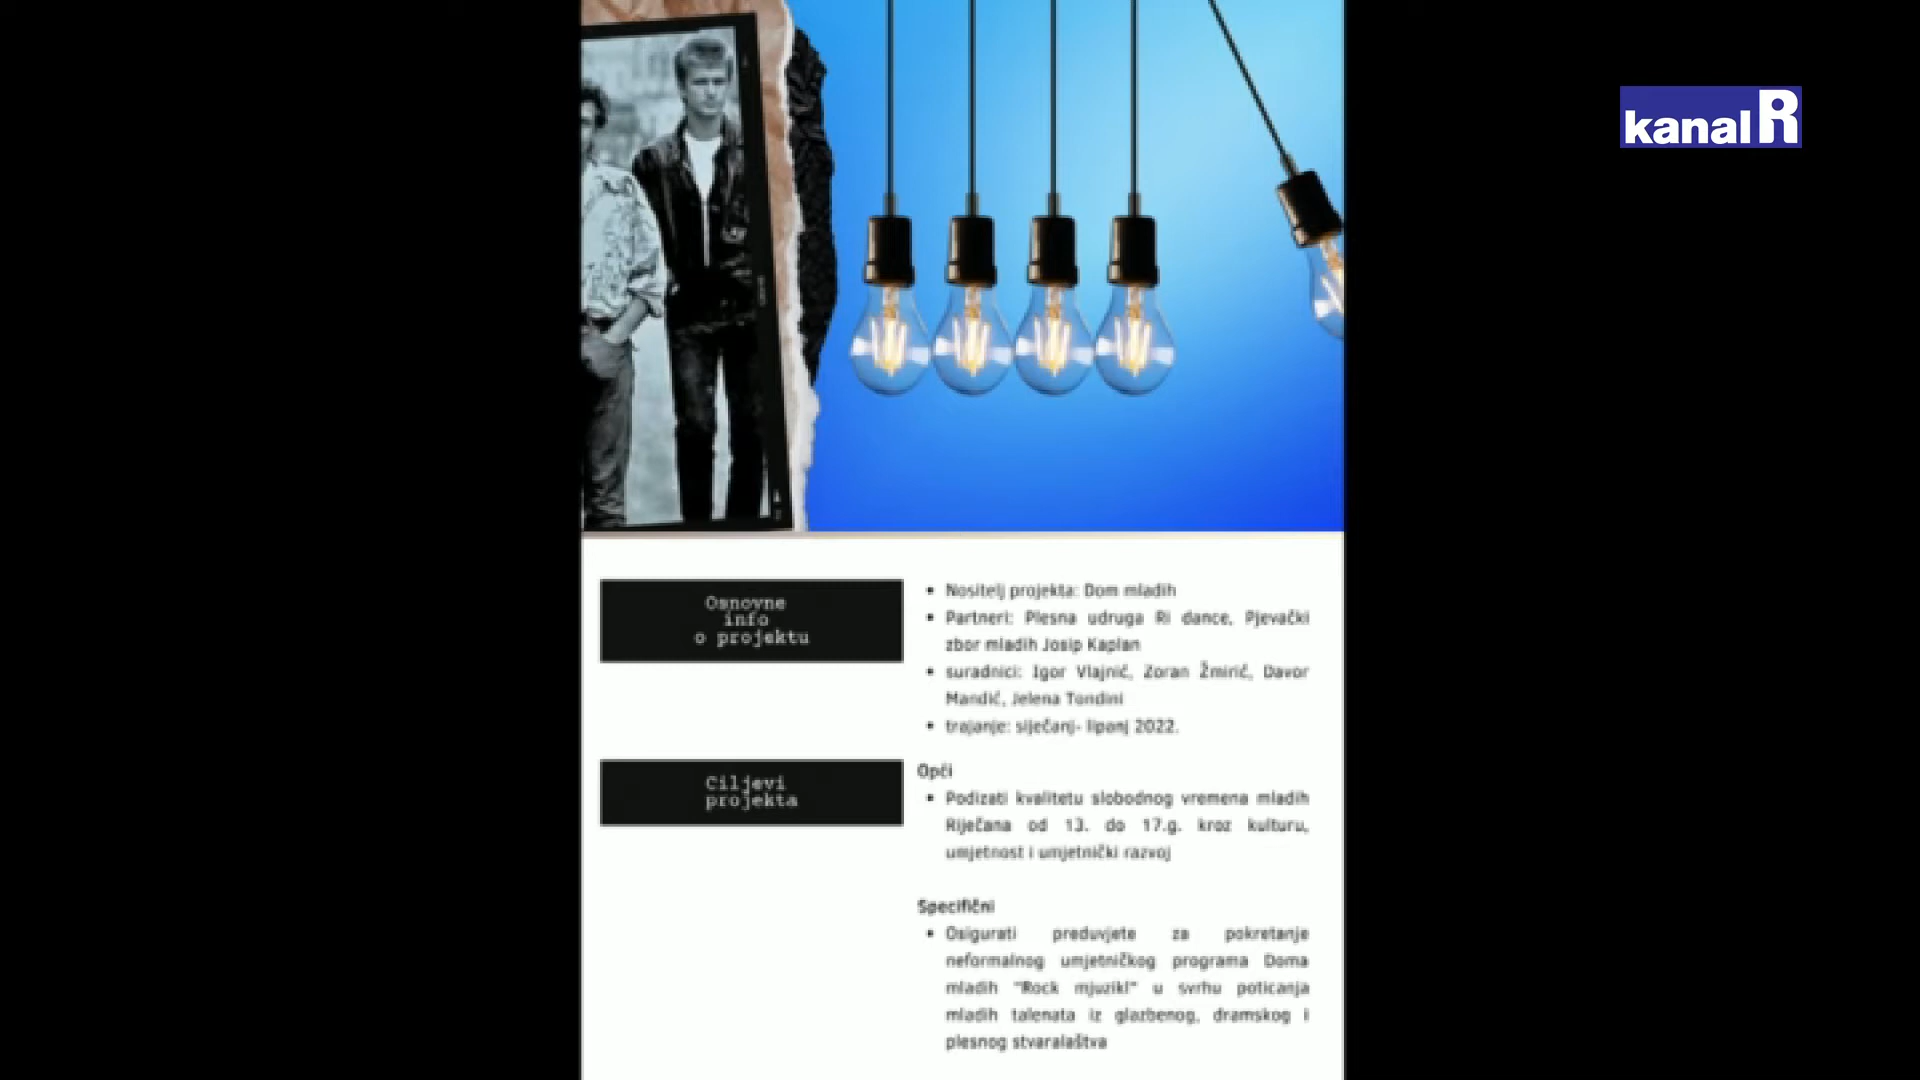 kanalR
Osnovne
info
o projektu
• Nositelj projekta: Dom mladih
• Partneri: Plesna udruga Ri dance, Pjevački
zbor mladih Josip Kaplan
• suradnici: Igor Vlajnić, Zoran Žmirić, Davor
Mandić, Jelena Tondini
• trajanje: siječanj- lipanj 2022.
Ciljevi
projekta
Opći
• Podizati kvalitetu slobodnog vremena mladih
Riječana od 13. do 17.g. kroz kulturu,
umjetnost i umjetnički razvoj
Specifični
• Osigurati preduvjete za pokretanje
neformalnog umjetničkog programa Doma
mladih "Rock mjuzikl" u svrhu poticanja
mladih talenata iz glazbenog, dramskog i
plesnog stvaralaštva